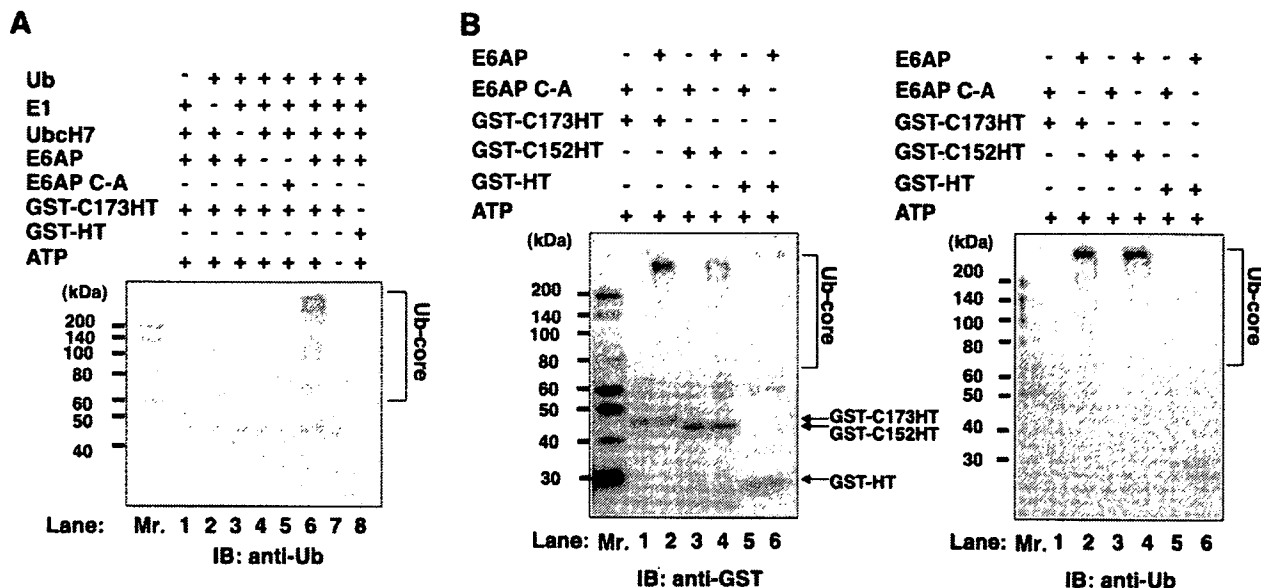 A
Ub - + + + + + + +
E1 + - + + + + + +
UbcH7 + + - + + + + +
E6AP + + + - - + + +
E6AP C-A - - - - + - - -
GST-C173HT + + + + + + + -
GST-HT - - - - - - - +
ATP + + + + + + - +
(kDa)
200
140
100
80
60
50
40
Ub-core
Lane: Mr. 1 2 3 4 5 6 7 8
IB: anti-Ub
B
E6AP - + - + - +
E6AP C-A + - + - + -
GST-C173HT + + - - - -
GST-C152HT - - + + - -
GST-HT - - - - + +
ATP + + + + + +
(kDa)
200
140
100
80
60
50
40
30
Ub-core
GST-C173HT
GST-C152HT
GST-HT
Lane: Mr. 1 2 3 4 5 6
IB: anti-GST
E6AP - + - + - +
E6AP C-A + - + - + -
GST-C173HT + + - - - -
GST-C152HT - - + + - -
GST-HT - - - - + +
ATP + + + + + +
(kDa)
200
140
100
80
60
50
40
30
Ub-core
Lane: Mr. 1 2 3 4 5 6
IB: anti-Ub